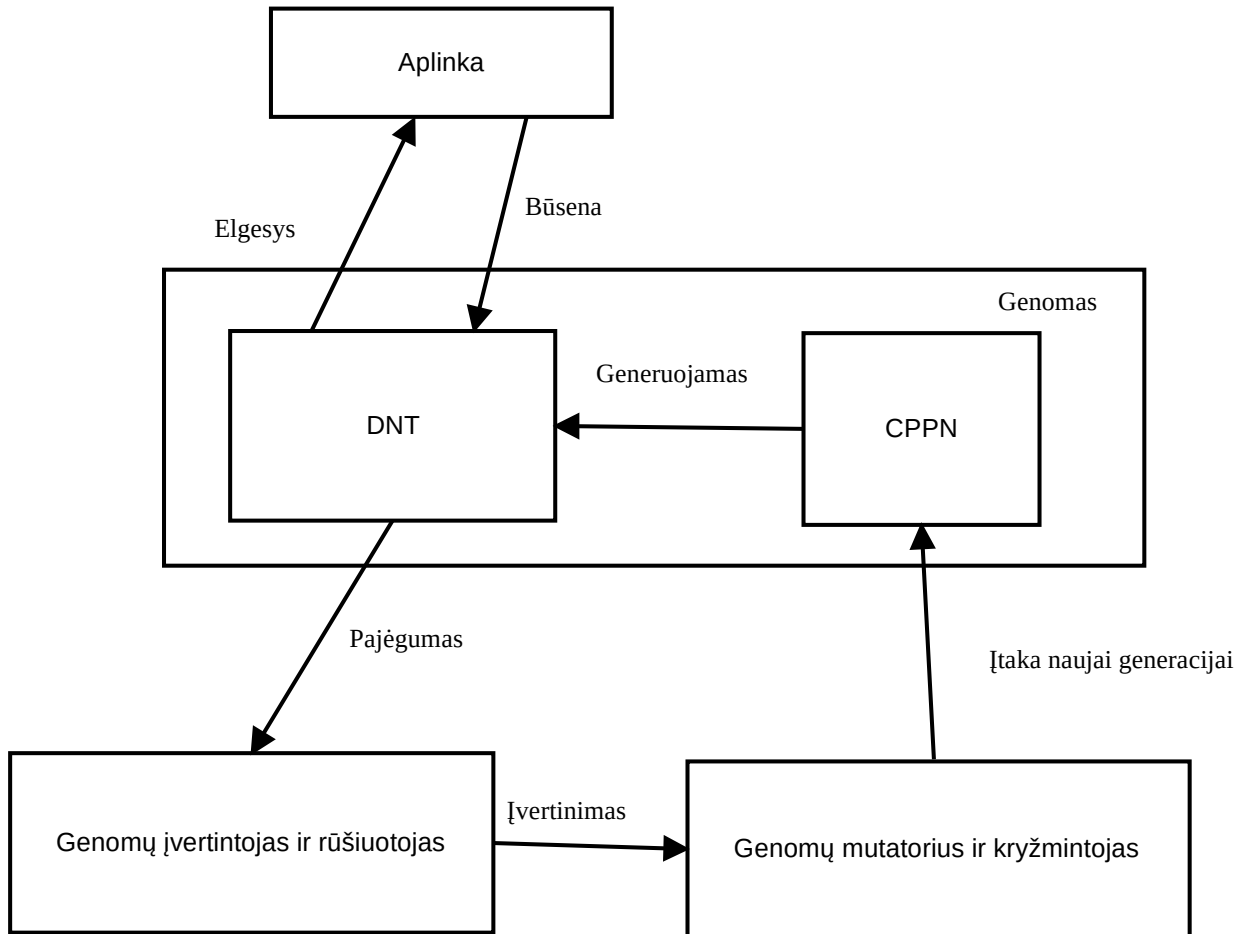 Aplinka
Būsena
Elgesys
Genomas
Generuojamas
DNT
CPPN
Pajėgumas
Įtaka naujai generacijai
Įvertinimas
Genomų įvertintojas ir rūšiuotojas
Genomų mutatorius ir kryžmintojas